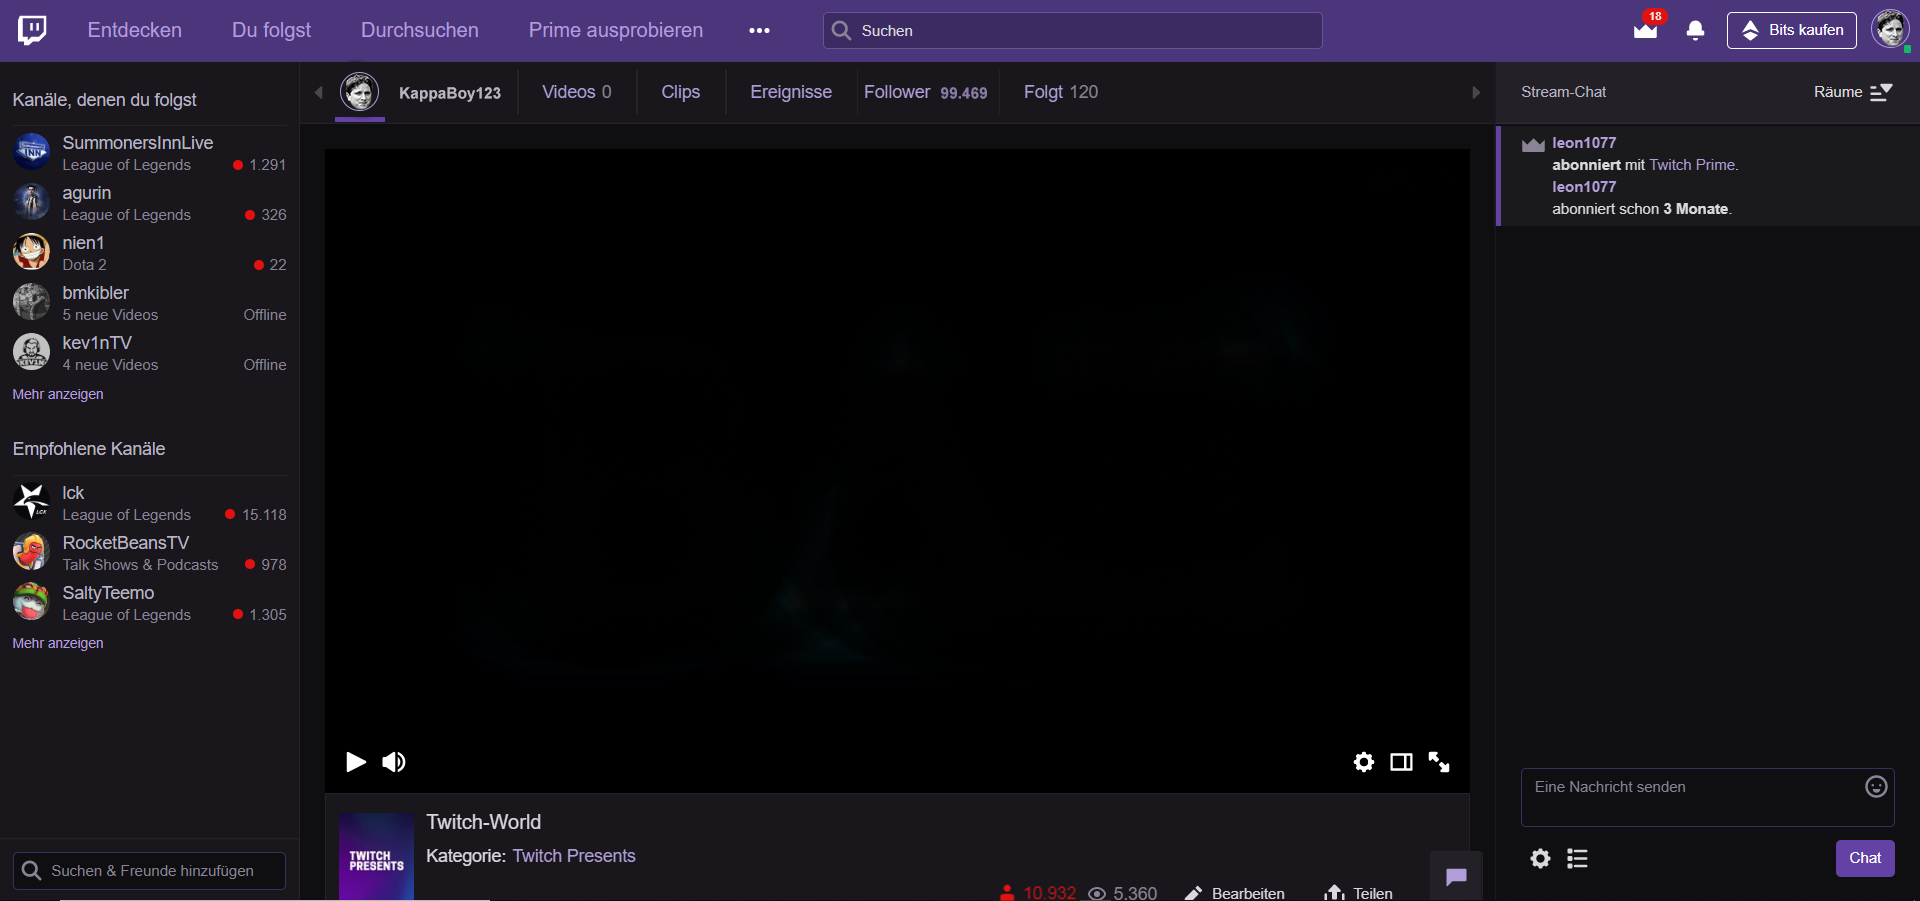 Entdecken
Du folgst
Durchsuchen
Prime ausprobieren
Suchen
18
Bits kaufen
Kanäle, denen du folgst
SummonersInnLive
League of Legends 1.291
agurin
League of Legends 326
nien1
Dota 2 22
bmkibler
5 neue Videos Offline
kev1nTV
4 neue Videos Offline
Mehr anzeigen
Empfohlene Kanäle
lck
League of Legends 15.118
RocketBeansTV
Talk Shows & Podcasts 978
SaltyTeemo
League of Legends 1.305
Mehr anzeigen
Suchen & Freunde hinzufügen
KappaBoy123
Videos 0
Clips
Ereignisse
Follower 99.469
Folgt 120
TWITCH
PRESENTS
Twitch-World
Kategorie: Twitch Presents
10.932
5.360
Bearbeiten
Teilen
Stream-Chat
Räume
leon1077
abonniert mit Twitch Prime.
leon1077
abonniert schon 3 Monate.
Eine Nachricht senden
Chat